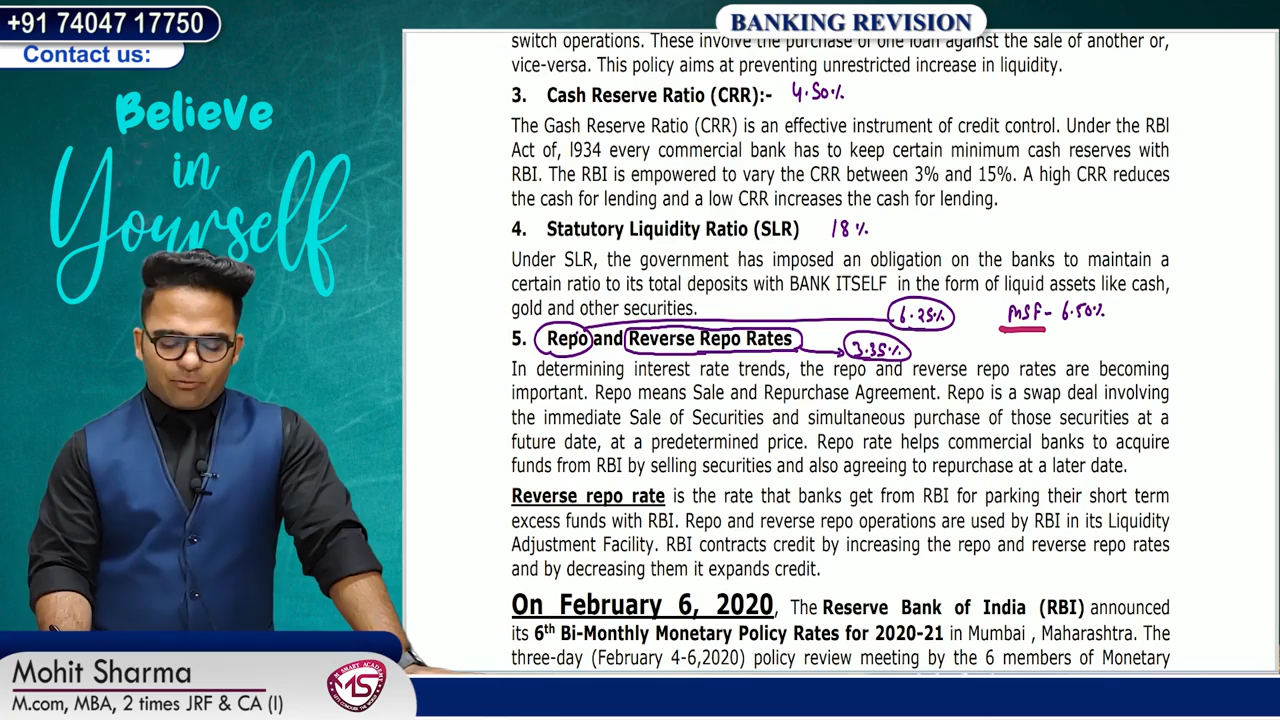 +91 74047 17750
Contact us:
BANKING REVISION
Believe
in
Yourself
switch operations. These involve the purchase of one loan against the sale of another or,
vice-versa. This policy aims at preventing unrestricted increase in liquidity.
3. Cash Reserve Ratio (CRR):- 4.50%
The Gash Reserve Ratio (CRR) is an effective instrument of credit control. Under the RBI
Act of, l934 every commercial bank has to keep certain minimum cash reserves with
RBI. The RBI is empowered to vary the CRR between 3% and 15%. A high CRR reduces
the cash for lending and a low CRR increases the cash for lending.
4. Statutory Liquidity Ratio (SLR) 18%
Under SLR, the government has imposed an obligation on the banks to maintain a
certain ratio to its total deposits with BANK ITSELF in the form of liquid assets like cash,
gold and other securities.
6.25% MSF- 6.50%
5. Repo and Reverse Repo Rates 3.35%
In determining interest rate trends, the repo and reverse repo rates are becoming
important. Repo means Sale and Repurchase Agreement. Repo is a swap deal involving
the immediate Sale of Securities and simultaneous purchase of those securities at a
future date, at a predetermined price. Repo rate helps commercial banks to acquire
funds from RBI by selling securities and also agreeing to repurchase at a later date.
Reverse repo rate is the rate that banks get from RBI for parking their short term
excess funds with RBI. Repo and reverse repo operations are used by RBI in its Liquidity
Adjustment Facility. RBI contracts credit by increasing the repo and reverse repo rates
and by decreasing them it expands credit.
On February 6, 2020, The Reserve Bank of India (RBI) announced
its 6th Bi-Monthly Monetary Policy Rates for 2020-21 in Mumbai , Maharashtra. The
three-day (February 4-6,2020) policy review meeting by the 6 members of Monetary
Mohit Sharma
M.com, MBA, 2 times JRF & CA (I)
MS